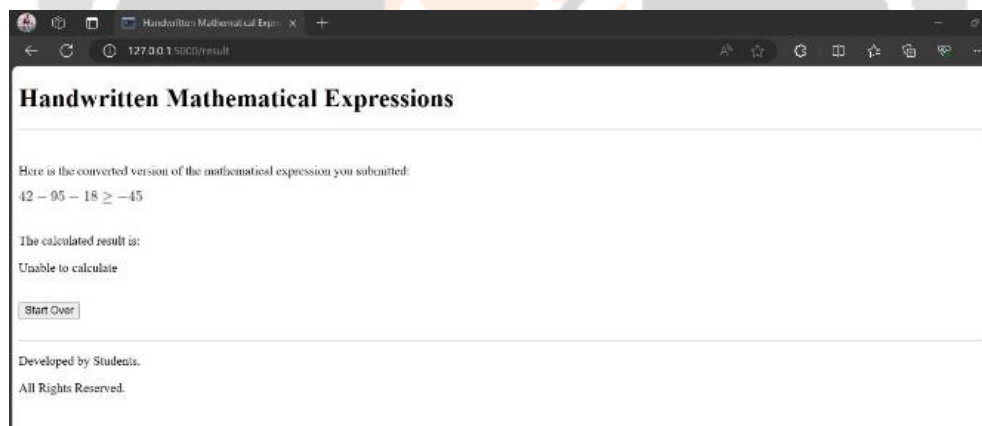 Handwritten Mathematical Expr
127.0.0.1:5000/result
Handwritten Mathematical Expressions
Here is the converted version of the mathematical expression you submitted:
42 − 95 − 18 ≥ −45
The calculated result is:
Unable to calculate
Start Over
Developed by Students.
All Rights Reserved.